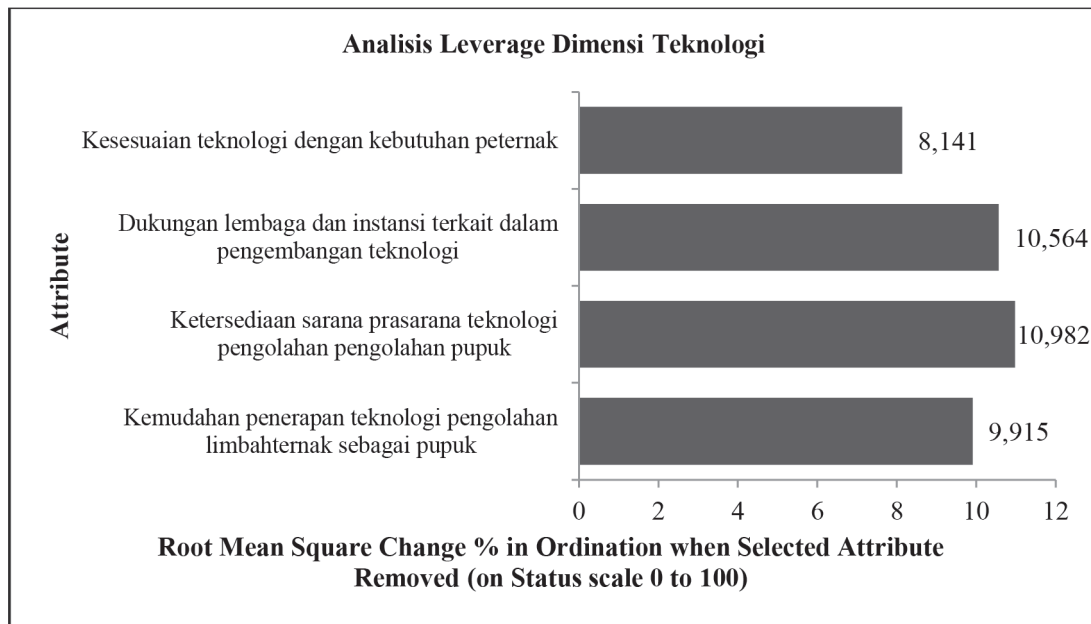 Analisis Leverage Dimensi Teknologi
Attribute
Kesesuaian teknologi dengan kebutuhan peternak
8,141
Dukungan lembaga dan instansi terkait dalam
pengembangan teknologi
10,564
Ketersediaan sarana prasarana teknologi
pengolahan pengolahan pupuk
10,982
Kemudahan penerapan teknologi pengolahan
limbahternak sebagai pupuk
9,915
0 2 4 6 8 10 12
Root Mean Square Change % in Ordination when Selected Attribute
Removed (on Status scale 0 to 100)